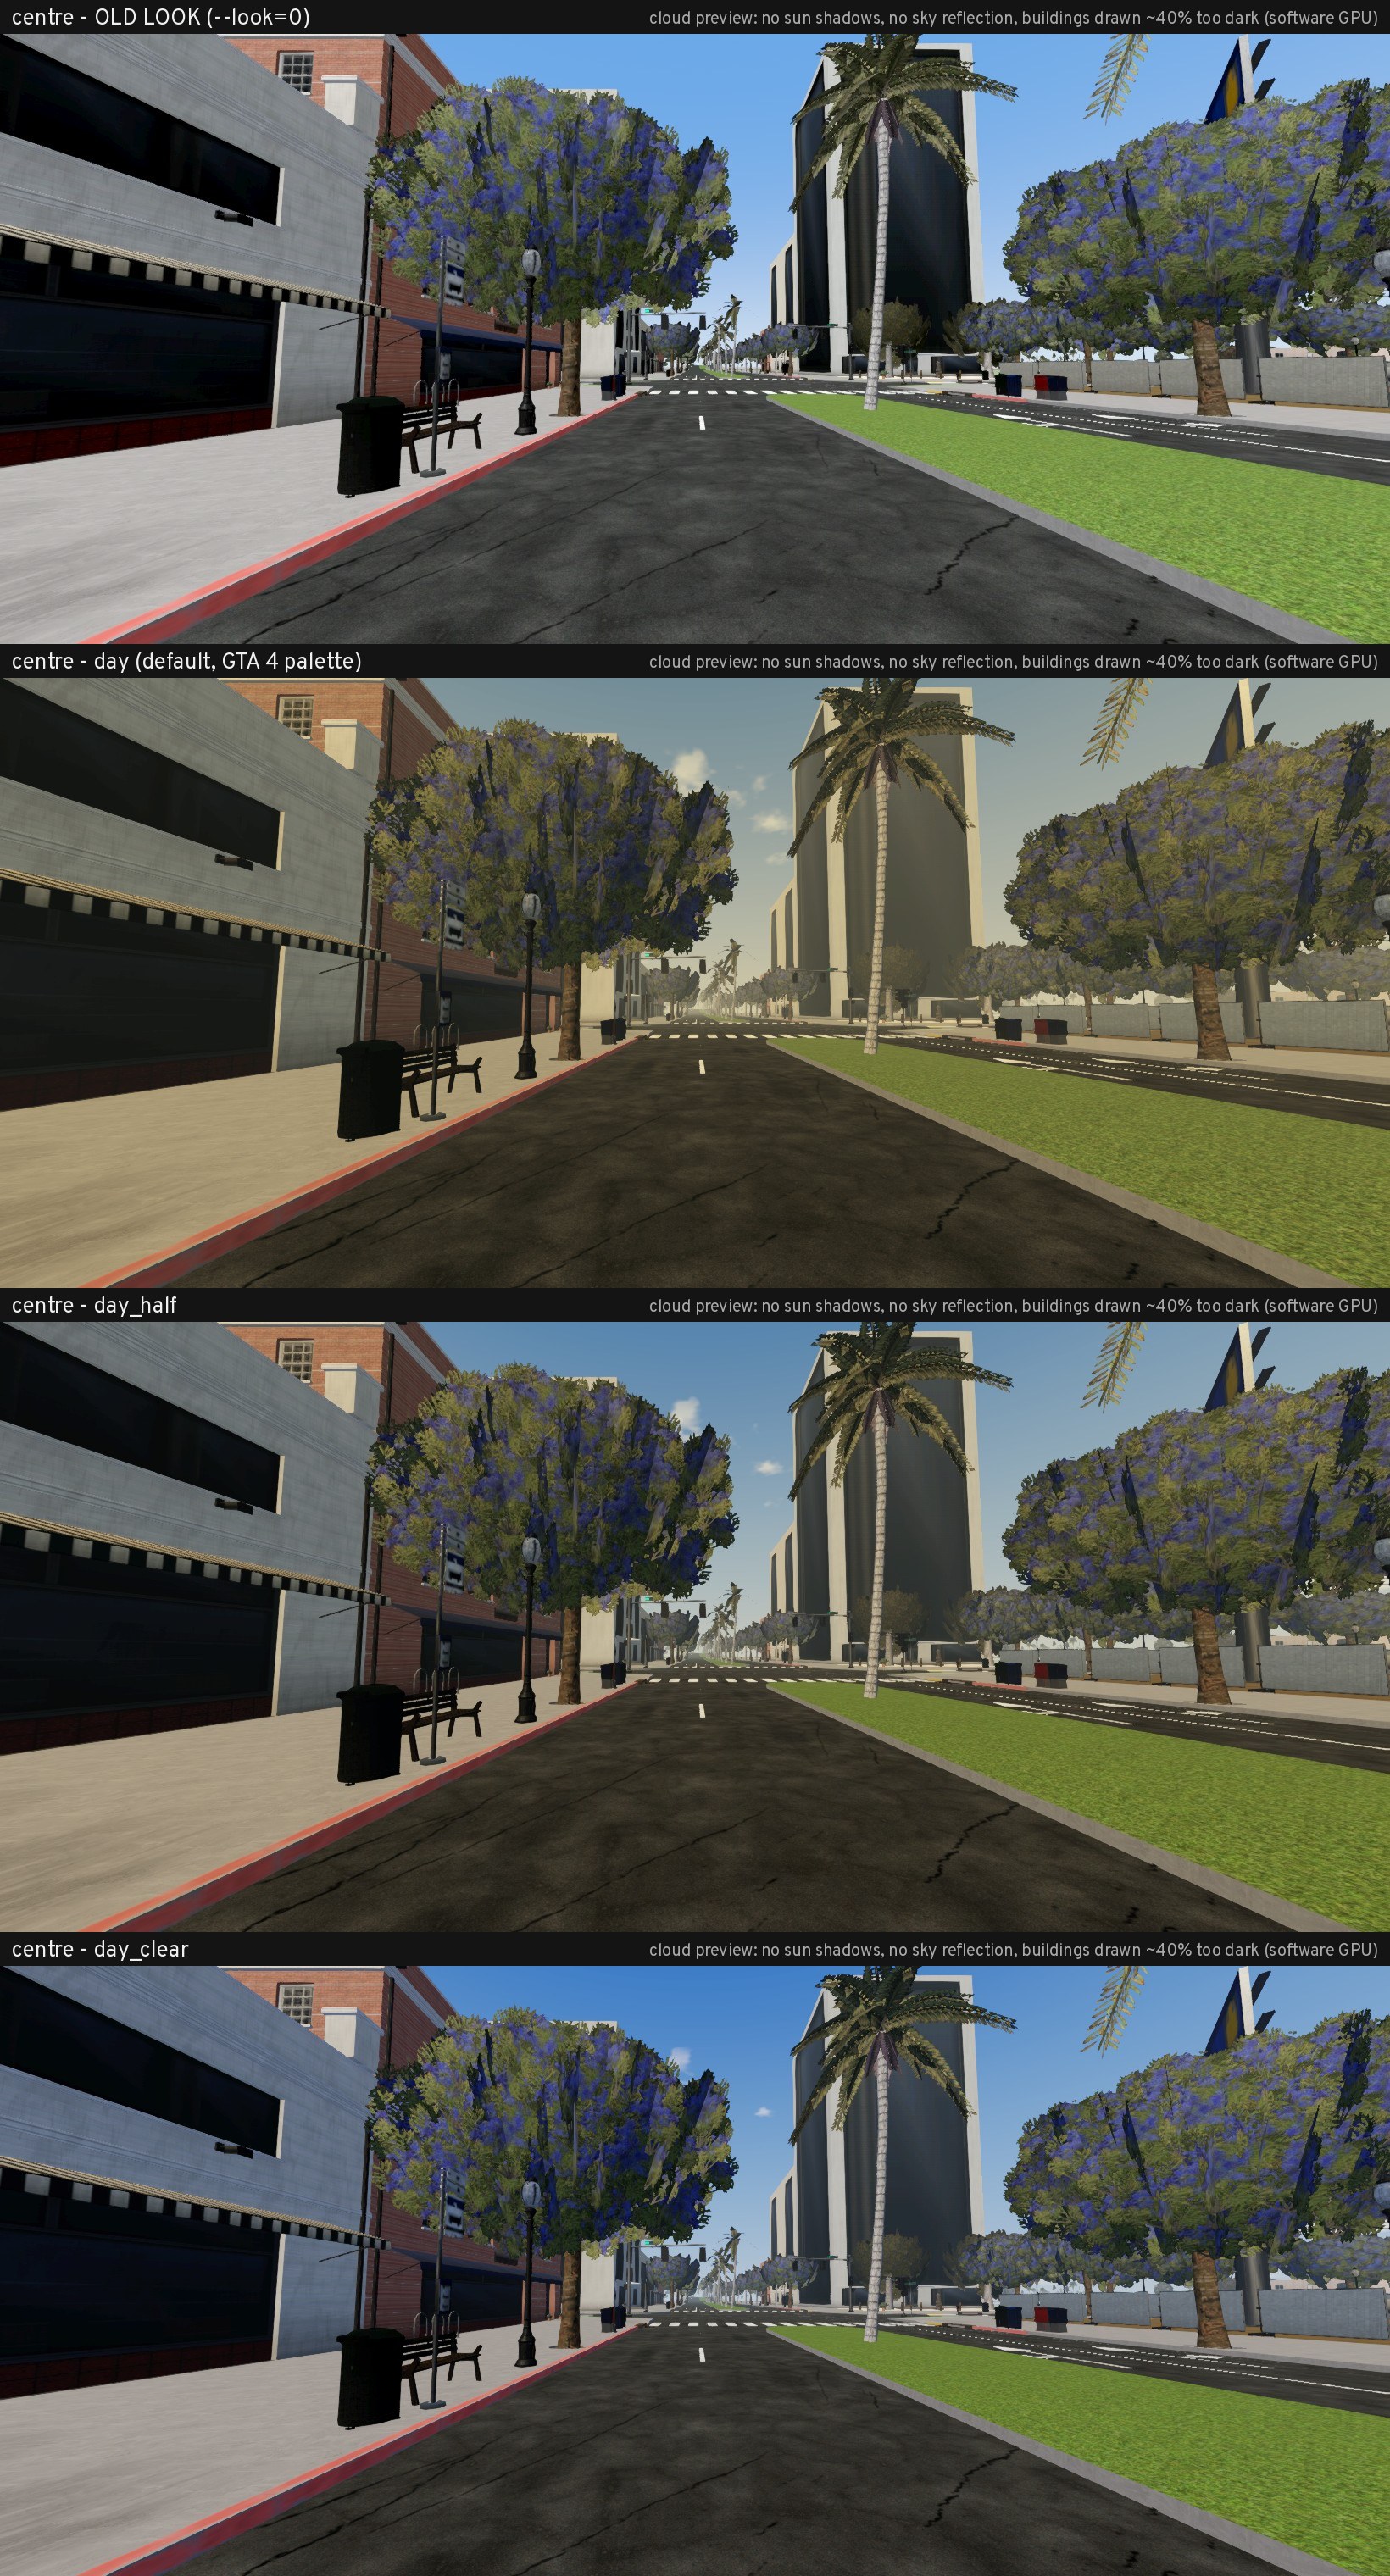 centre - OLD LOOK (--look=0)
cloud preview: no sun shadows, no sky reflection, buildings drawn ~40% too dark (software GPU)
centre - day (default, GTA 4 palette)
cloud preview: no sun shadows, no sky reflection, buildings drawn ~40% too dark (software GPU)
centre - day_half
cloud preview: no sun shadows, no sky reflection, buildings drawn ~40% too dark (software GPU)
centre - day_clear
cloud preview: no sun shadows, no sky reflection, buildings drawn ~40% too dark (software GPU)